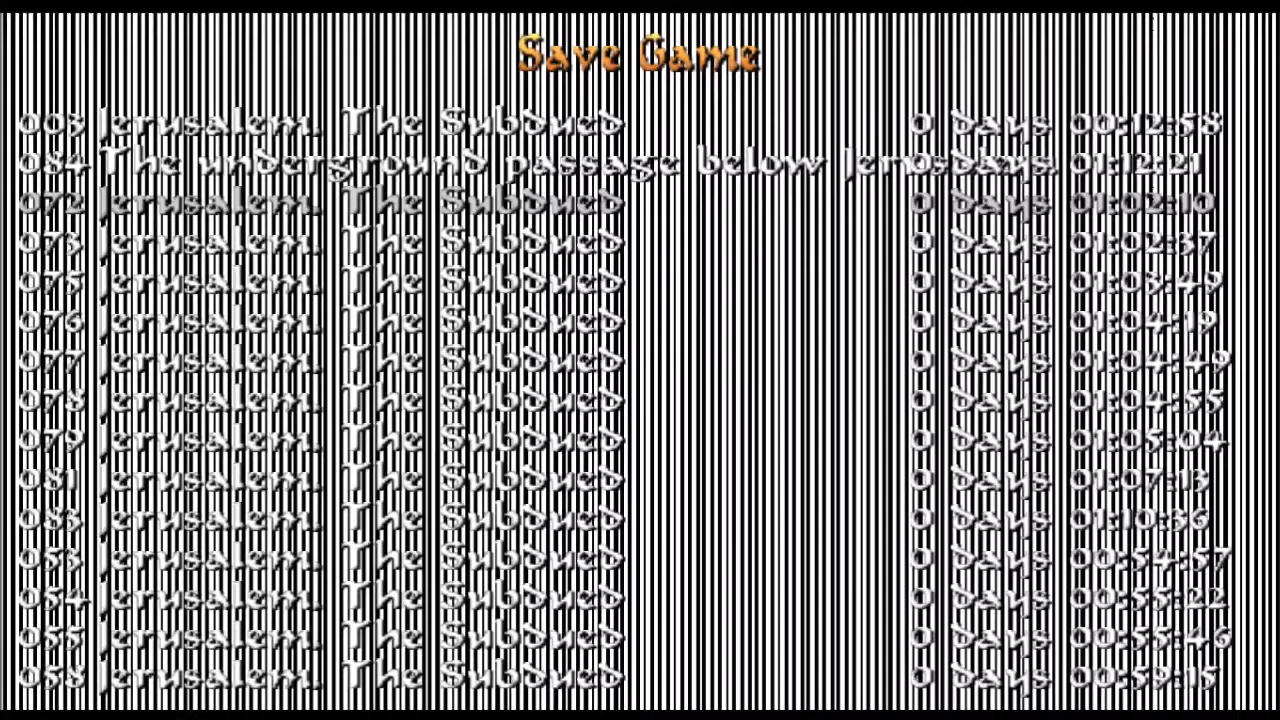 Save Game
003 Jerusalem. The Subdued 0 days 00:12:58
084 The underground passage below Jerusalem. 0 days 01:12:21
072 Jerusalem. The Subdued 0 days 01:02:10
073 Jerusalem. The Subdued 0 days 01:02:37
075 Jerusalem. The Subdued 0 days 01:03:49
076 Jerusalem. The Subdued 0 days 01:04:19
077 Jerusalem. The Subdued 0 days 01:04:49
078 Jerusalem. The Subdued 0 days 01:04:55
079 Jerusalem. The Subdued 0 days 01:05:04
081 Jerusalem. The Subdued 0 days 01:07:13
083 Jerusalem. The Subdued 0 days 01:10:36
053 Jerusalem. The Subdued 0 days 00:54:57
054 Jerusalem. The Subdued 0 days 00:55:22
055 Jerusalem. The Subdued 0 days 00:55:46
058 Jerusalem. The Subdued 0 days 00:59:15